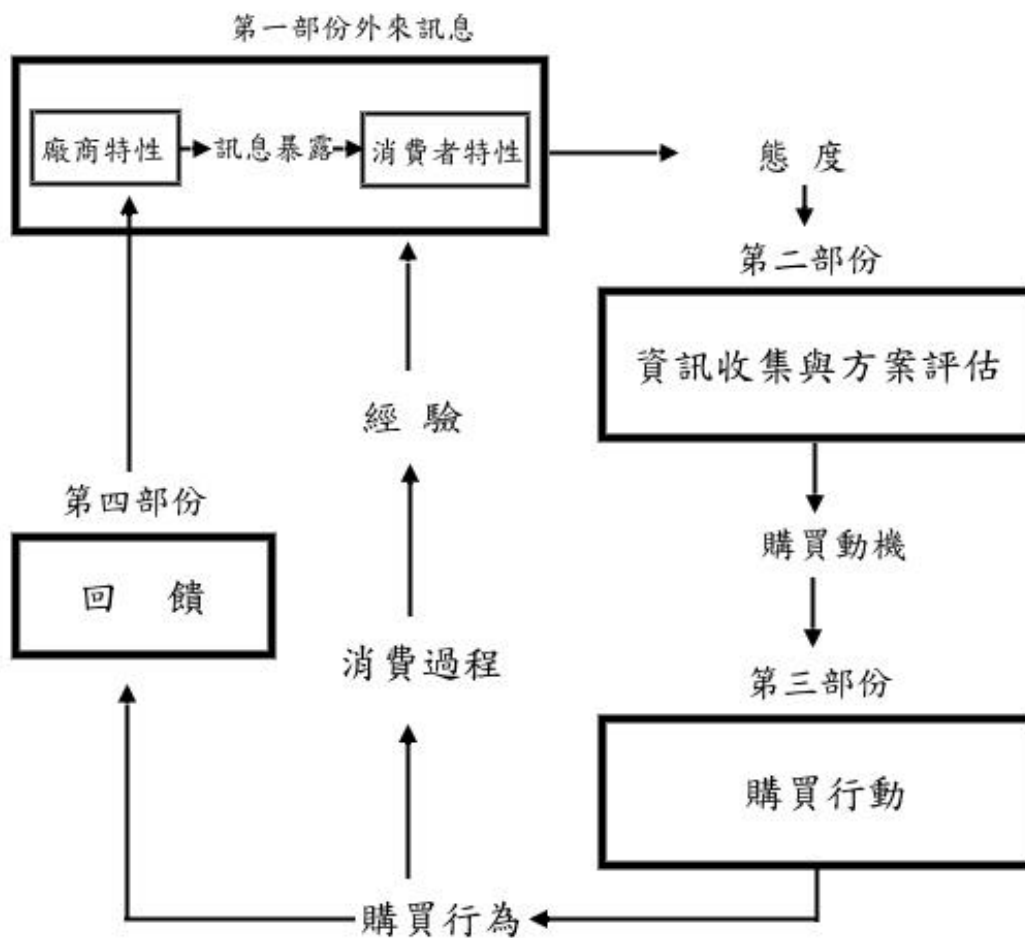 第一部份外來訊息
廠商特性
訊息暴露
消費者特性
態 度
第二部份
資訊收集與方案評估
經 驗
第四部份
購買動機
回 饋
消費過程
第三部份
購買行動
購買行為